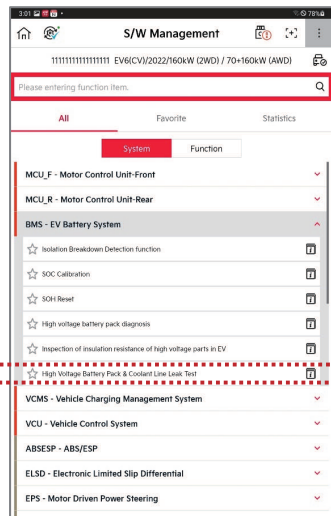 3:01
78%
S/W Management
11111111111111111 EV6(CV)/2022/160kW (2WD) / 70+160kW (AWD)
Please entering function item.
All Favorite Statistics
System Function
MCU_F - Motor Control Unit-Front
MCU_R - Motor Control Unit-Rear
BMS - EV Battery System
Isolation Breakdown Detection function
SOC Calibration
SOH Reset
High voltage battery pack diagnosis
Inspection of insulation resistance of high voltage parts in EV
High Voltage Battery Pack & Coolant Line Leak Test
VCMS - Vehicle Charging Management System
VCU - Vehicle Control System
ABSESP - ABS/ESP
ELSD - Electronic Limited Slip Differential
EPS - Motor Driven Power Steering